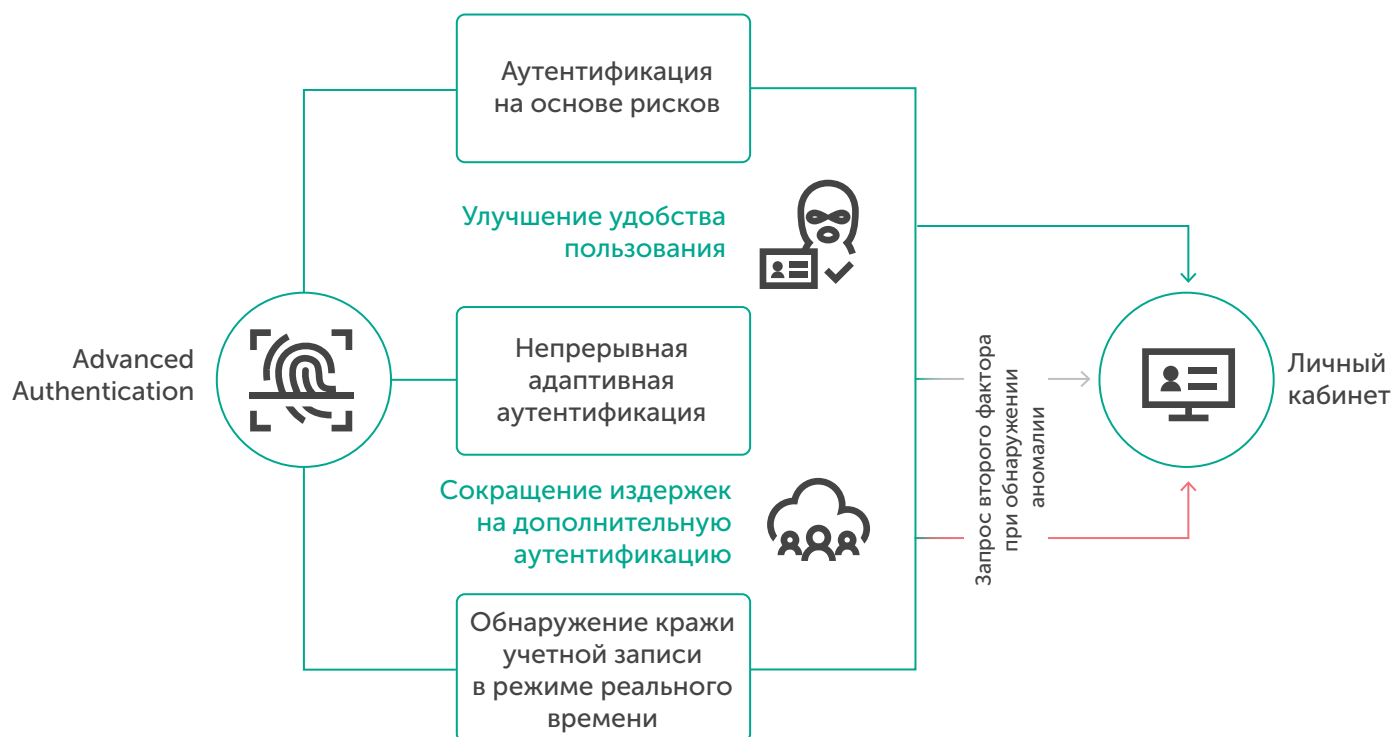 Аутентификация
на основе рисков
Улучшение удобства
пользования
Advanced
Authentication
Непрерывная
адаптивная
аутентификация
Сокращение издержек
на дополнительную
аутентификацию
Обнаружение кражи
учетной записи
в режиме реального
времени
Запрос второго фактора
при обнаружении
аномалии
Личный
кабинет